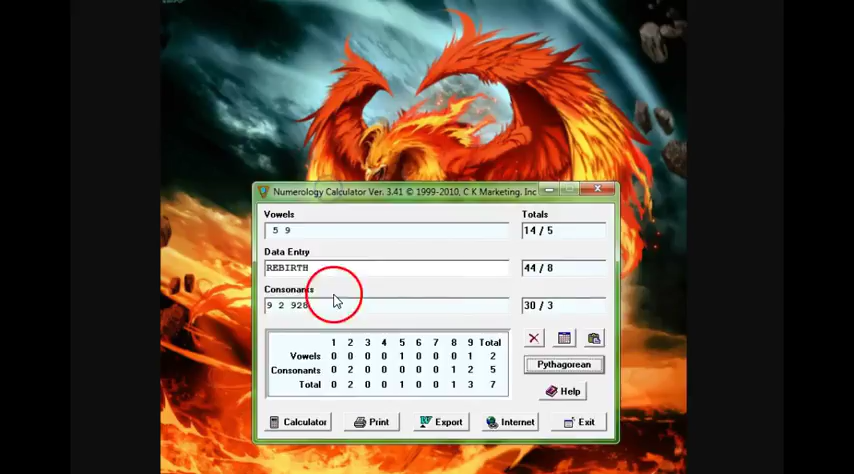 Numerology Calculator Ver. 3.41 © 1999-2010, C K Marketing. Inc
Vowels Totals
5 9 14 / 5
Data Entry
REBIRTH 44 / 8
Consonants
9 2 928 30 / 3
1 2 3 4 5 6 7 8 9 Total
Vowels 0 0 0 0 1 0 0 0 1 2
Consonants 0 2 0 0 0 0 0 1 2 5
Total 0 2 0 0 1 0 0 1 3 7
Pythagorean
Help
Calculator Print Export Internet Exit